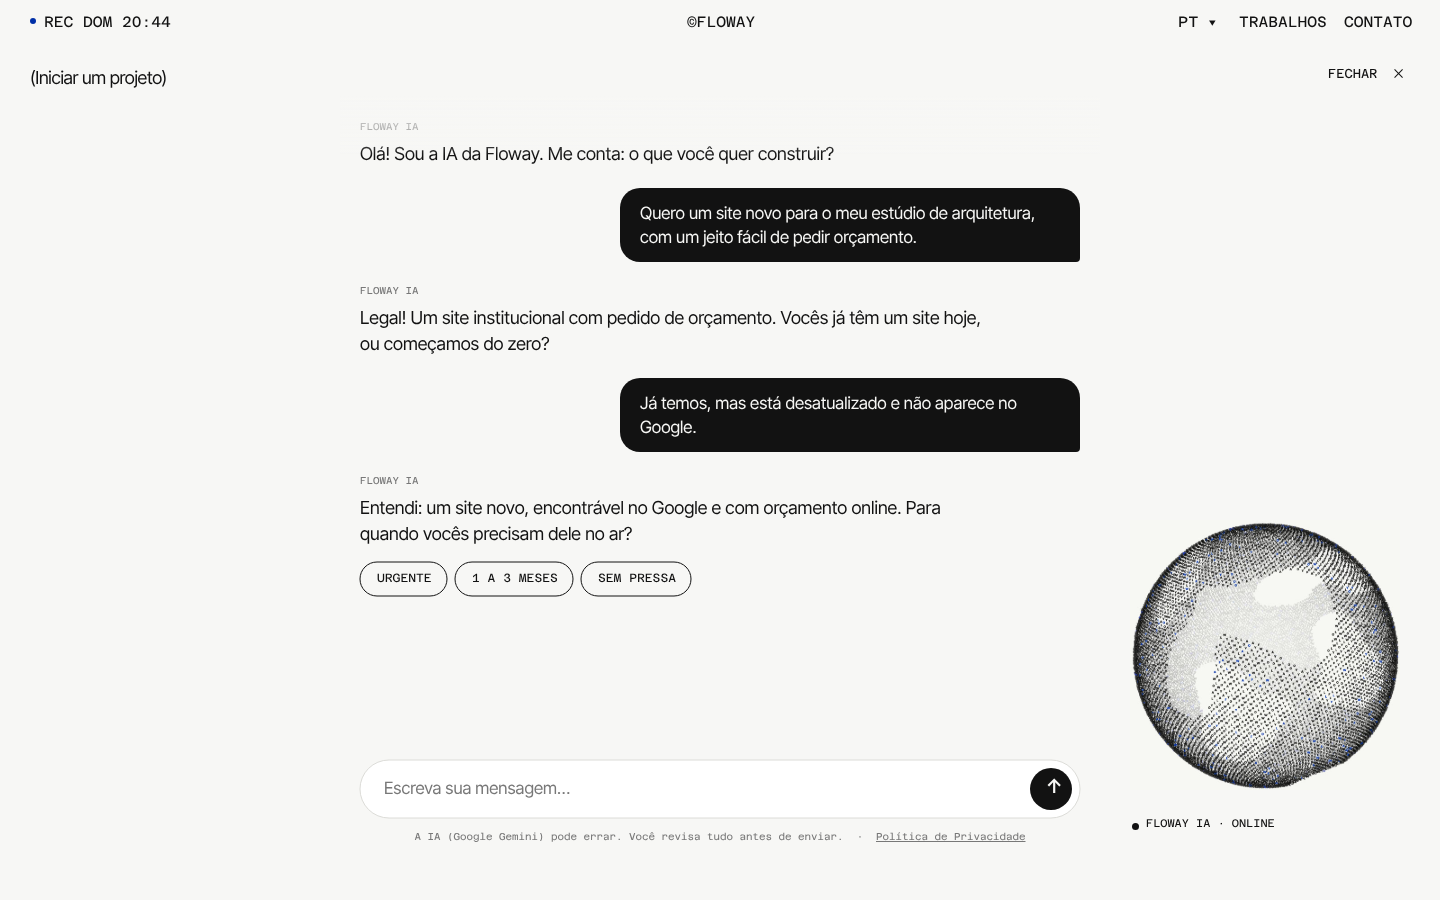 REC DOM 20:44
©FLOWAY
PT ▾
TRABALHOS
CONTATO
(Iniciar um projeto)
FECHAR ×
FLOWAY IA
Olá! Sou a IA da Floway. Me conta: o que você quer construir?
Quero um site novo para o meu estúdio de arquitetura,
com um jeito fácil de pedir orçamento.
FLOWAY IA
Legal! Um site institucional com pedido de orçamento. Vocês já têm um site hoje,
ou começamos do zero?
Já temos, mas está desatualizado e não aparece no
Google.
FLOWAY IA
Entendi: um site novo, encontrável no Google e com orçamento online. Para
quando vocês precisam dele no ar?
URGENTE
1 A 3 MESES
SEM PRESSA
Escreva sua mensagem...
A IA (Google Gemini) pode errar. Você revisa tudo antes de enviar. · Política de Privacidade
FLOWAY IA · ONLINE